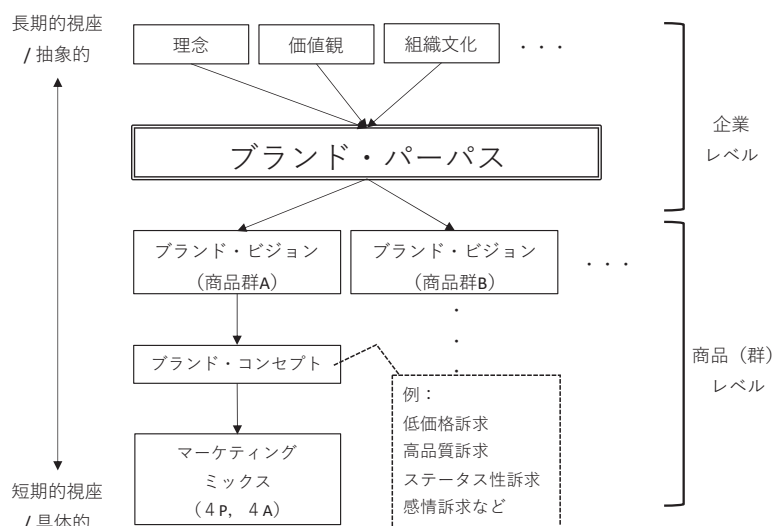 長期的視座
/ 抽象的
理念
価値観
組織文化
・・・
ブランド・パーパス
企業
レベル
ブランド・ビジョン
（商品群A）
ブランド・ビジョン
（商品群B）
・・・
・
・
・
ブランド・コンセプト
商品（群）
レベル
例：
低価格訴求
高品質訴求
ステータス性訴求
感情訴求など
マーケティング
ミックス
（４P，４A）
短期的視座
/ 具体的